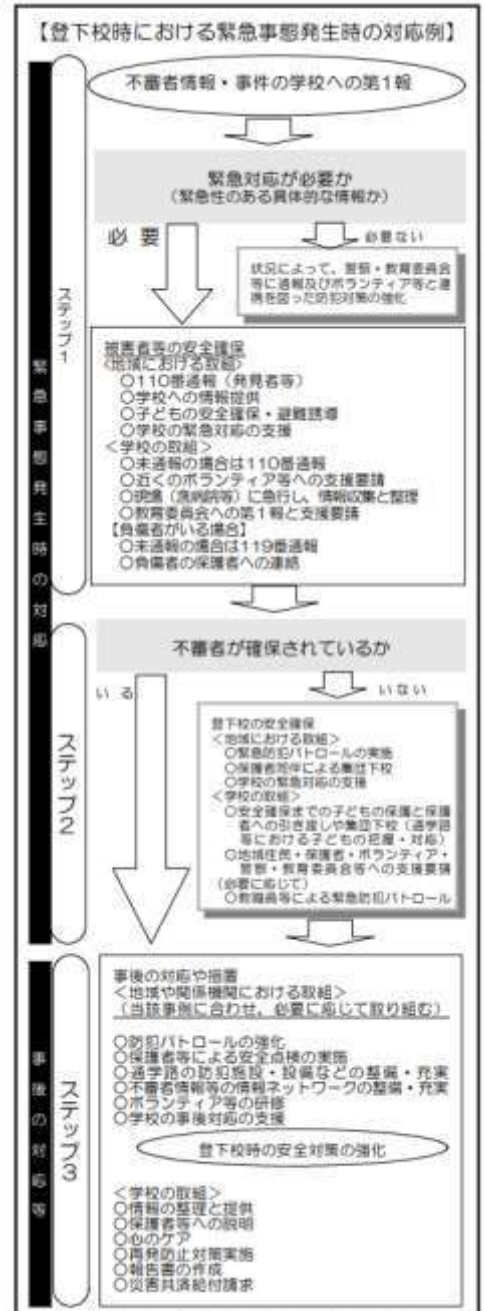 【登下校時における緊急事態発生時の対応例】
不審者情報・事件の学校への第1報
緊急対応が必要か
(緊急性のある具体的な情報か)
必要
必要ない
状況によって、警察・教育委員会
等に通報及びボランティア等と連
携を図った防犯対策の強化
ステップ1
緊急事態発生時の対応
被害者等の安全確保
<地域における取組>
○110番通報(発見者等)
○学校への情報提供
○子どもの安全確保・避難誘導
○学校の緊急対応の支援
<学校の取組>
○未通報の場合は110番通報
○近くのボランティア等への支援要請
○現場(含病院等)に急行し、情報収集と整理
○教育委員会への第1報と支援要請
【負傷者がいる場合】
○未通報の場合は119番通報
○負傷者の保護者への連絡
不審者が確保されているか
いる
いない
ステップ2
登下校の安全確保
<地域における取組>
○緊急防犯パトロールの実施
○保護者同伴による集団下校
○学校の緊急対応の支援
<学校の取組>
○安全確保までの子どもの保護と保護
者への引き渡しや集団下校(通学路
等における子どもの把握・対応)
○地域住民・保護者・ボランティア・
警察・教育委員会等への支援要請
(必要に応じて)
○教職員等による緊急防犯パトロール
ステップ3
事後の対応等
事後の対応や措置
<地域や関係機関における取組>
(当該事例に合わせ、必要に応じて取り組む)
○防犯パトロールの強化
○保護者等による安全点検の実施
○通学路の防犯施設・設備などの整備・充実
○不審者情報等の情報ネットワークの整備・充実
○ボランティア等の研修
○学校の事後対応の支援
登下校時の安全対策の強化
<学校の取組>
○情報の整理と提供
○保護者等への説明
○心のケア
○再発防止対策実施
○報告書の作成
○災害共済給付請求